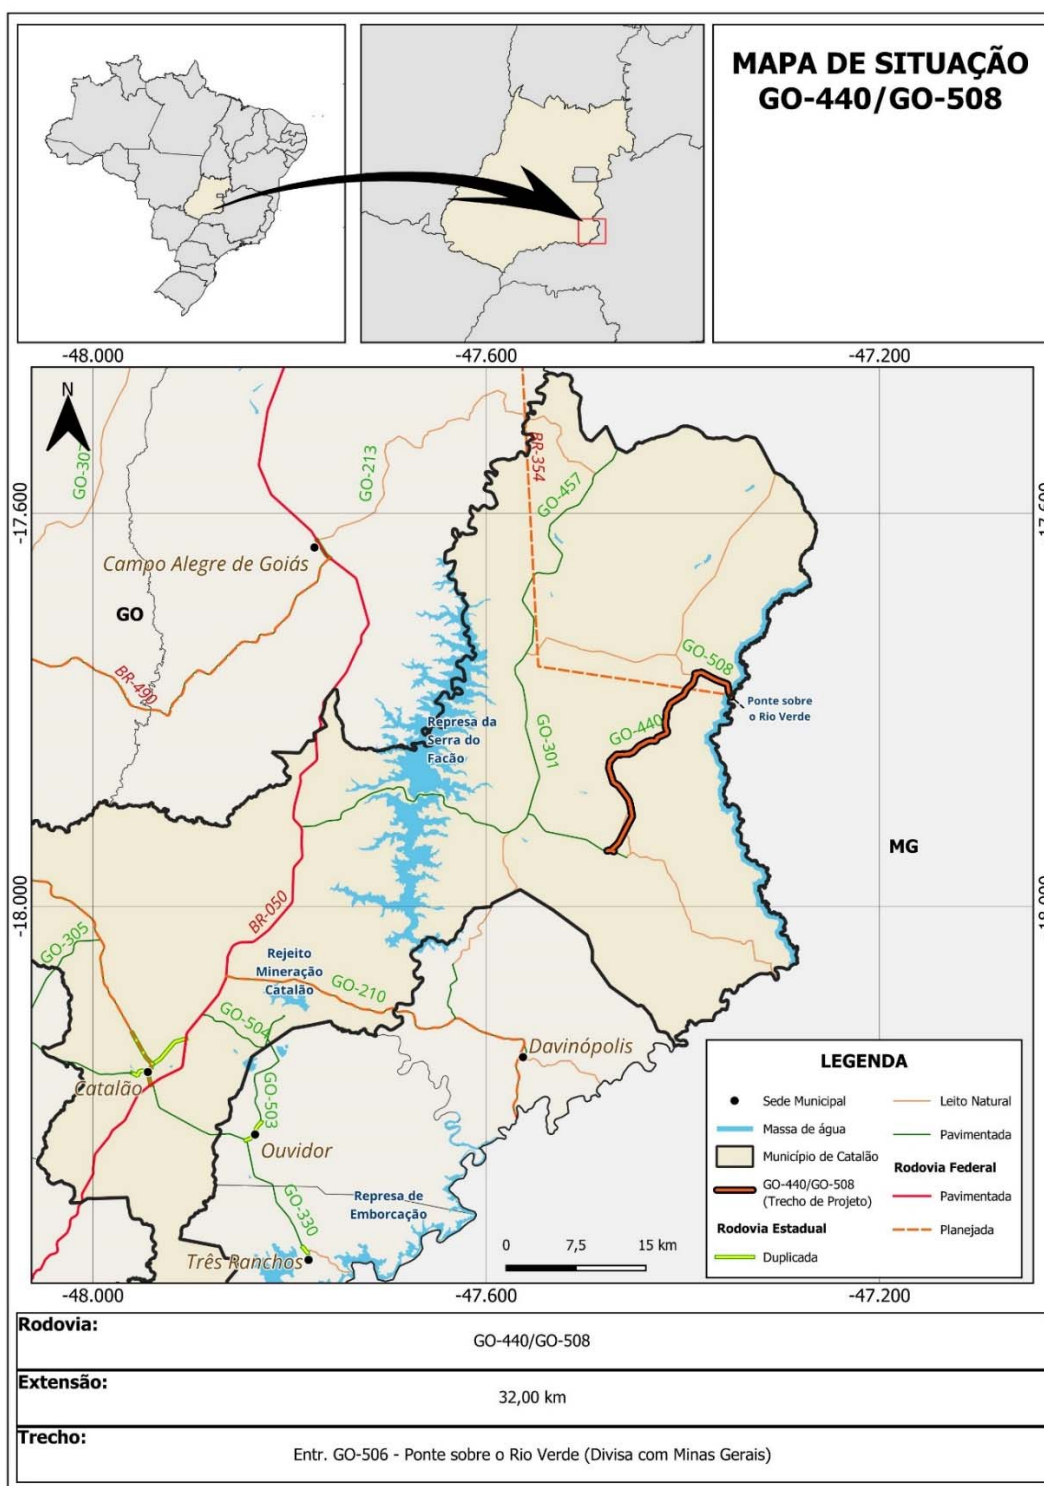 MAPA DE SITUAÇÃO
GO-440/GO-508
-48.000
-47.600
-47.200
N
GO-307
GO-213
BR-354
GO-457
-17.600
-17.600
Campo Alegre de Goiás
GO
BR-490
GO-508
Ponte sobre
o Rio Verde
Represa da
Serra do
Facão
GO-440
GO-301
MG
-18.000
-18.000
BR-050
GO-305
Rejeito
Mineração
Catalão
GO-210
GO-504
Davinópolis
Catalão
GO-503
Ouvidor
Represa de
Emborcação
GO-330
Três Ranchos
0 7,5 15 km
LEGENDA
Sede Municipal
Massa de água
Município de Catalão
GO-440/GO-508
(Trecho de Projeto)
Rodovia Estadual
Duplicada
Leito Natural
Pavimentada
Rodovia Federal
Pavimentada
Planejada
-48.000
-47.600
-47.200
Rodovia:
GO-440/GO-508
Extensão:
32,00 km
Trecho:
Entr. GO-506 - Ponte sobre o Rio Verde (Divisa com Minas Gerais)